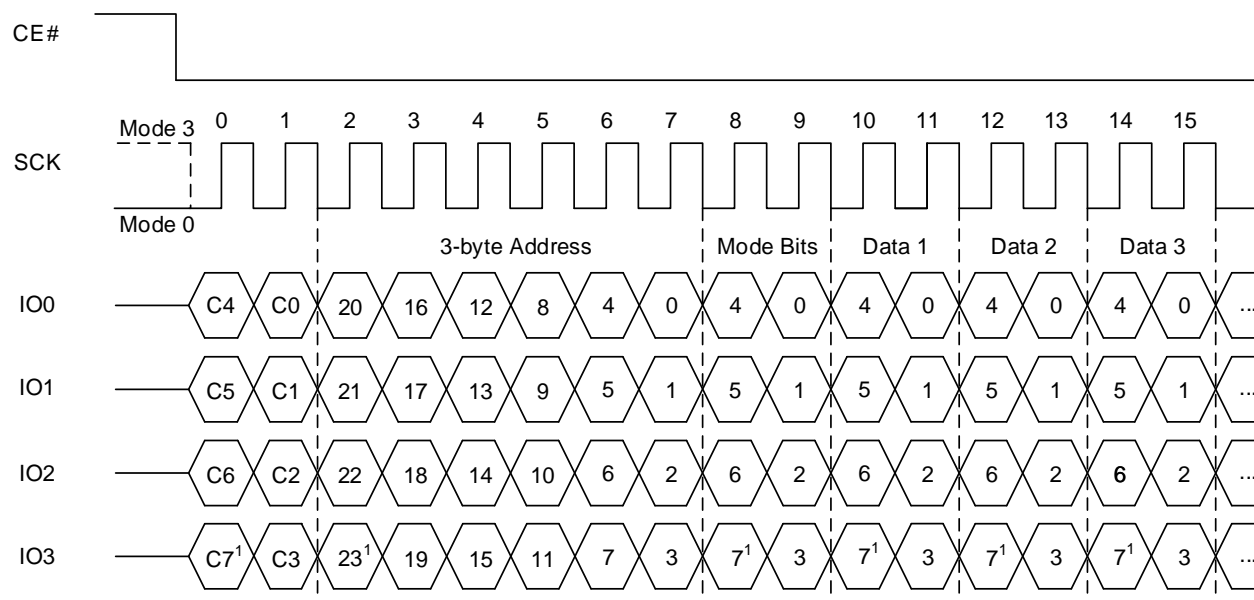 CE#
Mode 3 0 1 2 3 4 5 6 7 8 9 10 11 12 13 14 15
SCK
Mode 0
3-byte Address Mode Bits Data 1 Data 2 Data 3
IO0 C4 C0 20 16 12 8 4 0 4 0 4 0 4 0 4 0 ...
IO1 C5 C1 21 17 13 9 5 1 5 1 5 1 5 1 5 1 ...
IO2 C6 C2 22 18 14 10 6 2 6 2 6 2 6 2 6 2 ...
IO3 C7¹ C3 23¹ 19 15 11 7 3 7¹ 3 7¹ 3 7¹ 3 7¹ 3 ...